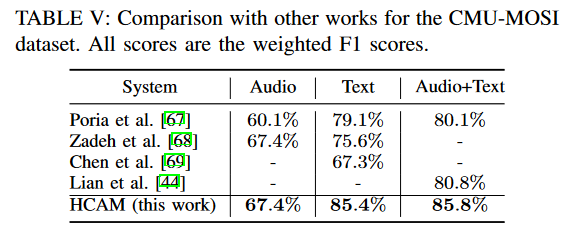 TABLE V: Comparison with other works for the CMU-MOSI
dataset. All scores are the weighted F1 scores.
System Audio Text Audio+Text
Poria et al. [67] 60.1% 79.1% 80.1%
Zadeh et al. [68] 67.4% 75.6% -
Chen et al. [69] - 67.3% -
Lian et al. [44] - - 80.8%
HCAM (this work) 67.4% 85.4% 85.8%